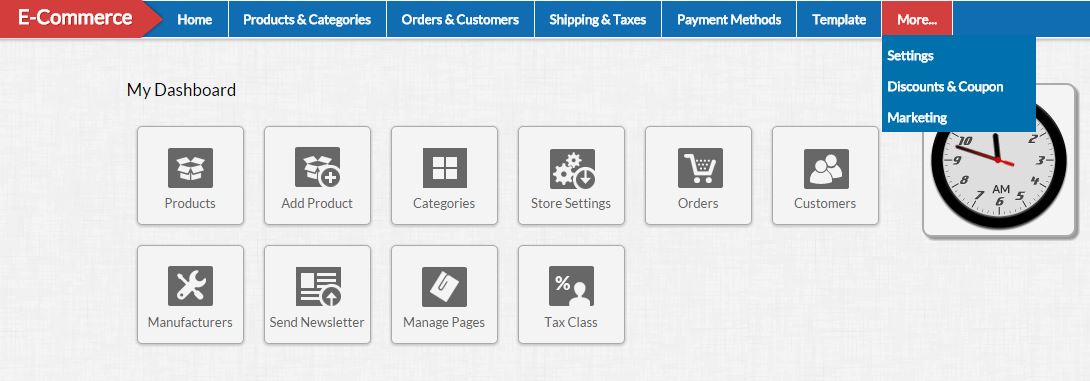 E-Commerce
Home
Products & Categories
Orders & Customers
Shipping & Taxes
Payment Methods
Template
More...
Settings
Discounts & Coupon
Marketing
My Dashboard
Products
Add Product
Categories
Store Settings
Orders
Customers
Manufacturers
Send Newsletter
Manage Pages
%
Tax Class
10
2
9
3
8
4
AM
7
6
5